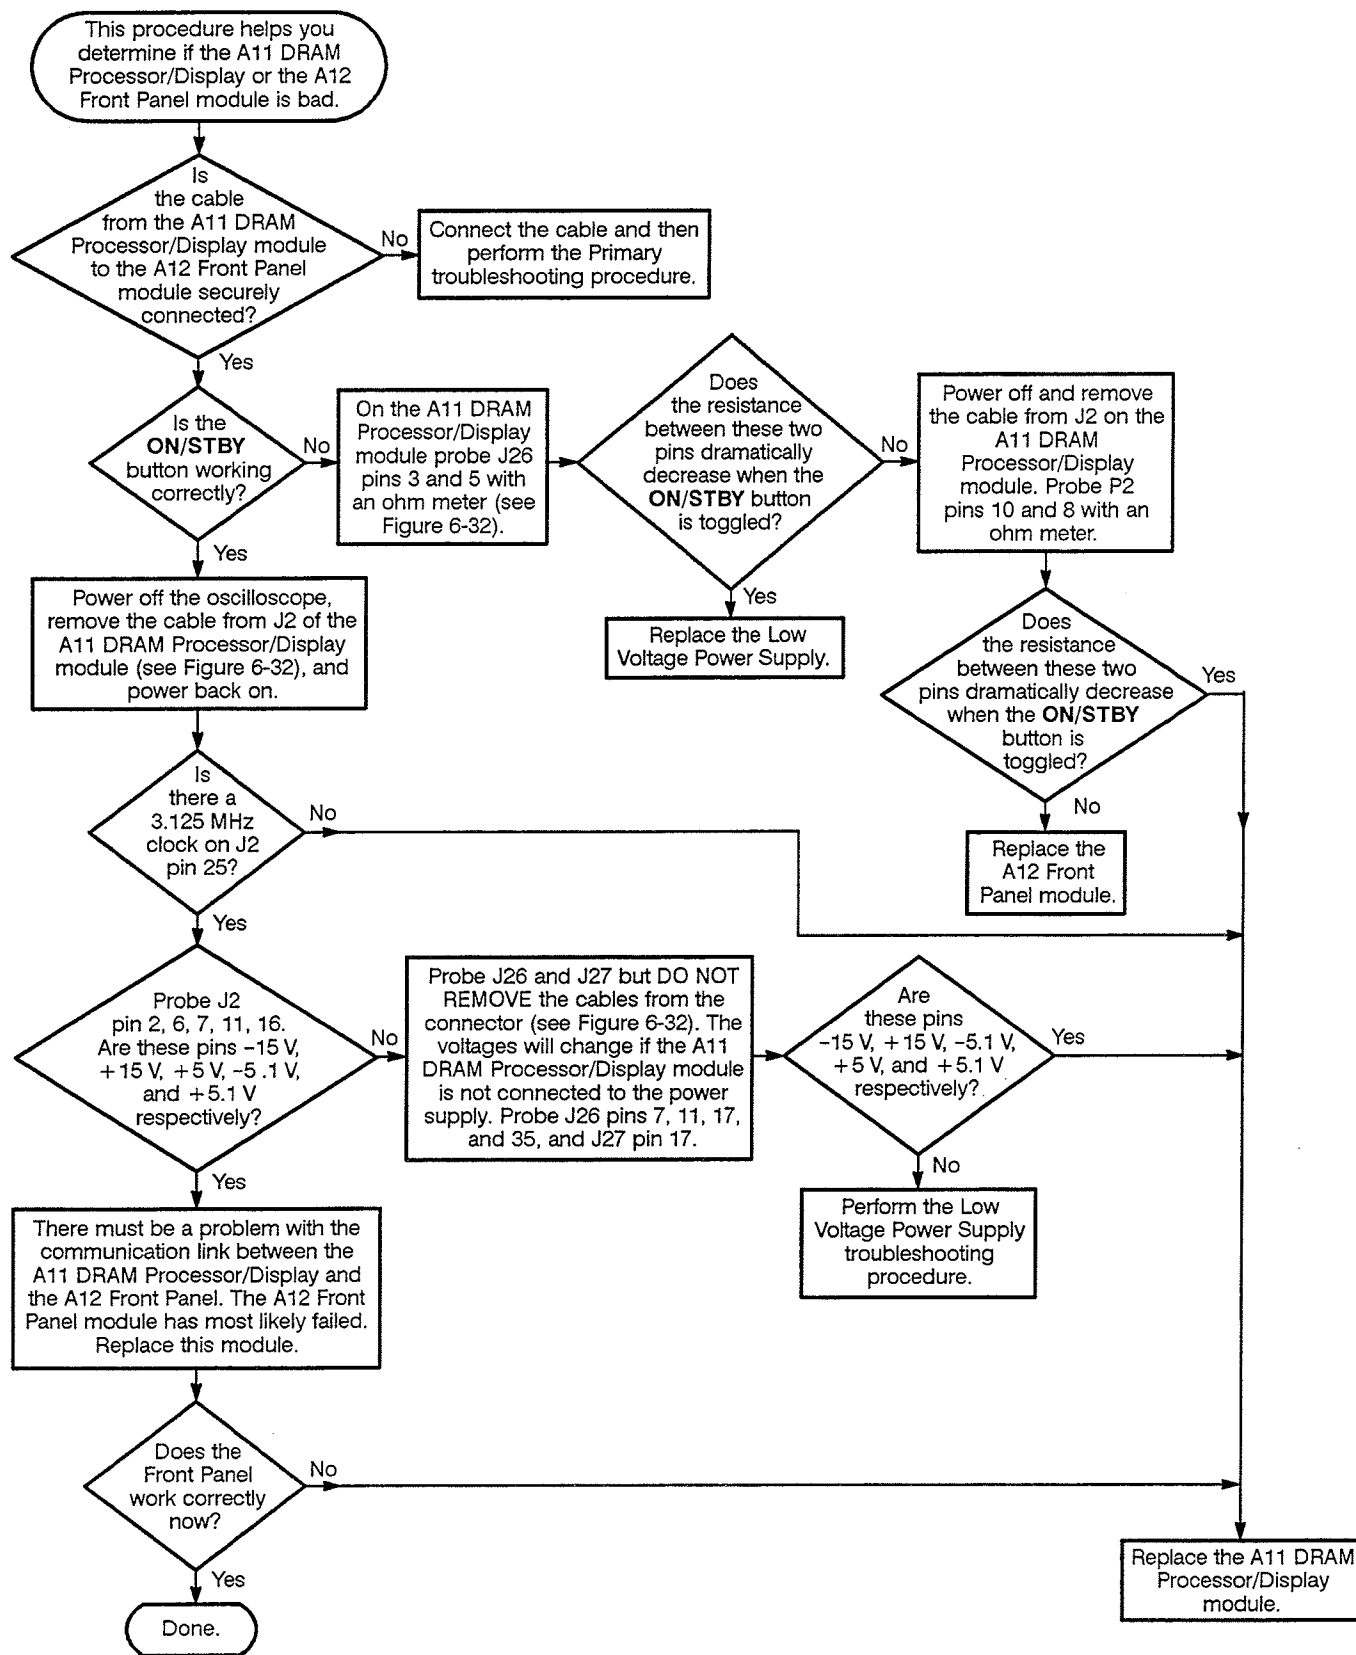 This procedure helps you
determine if the A11 DRAM
Processor/Display or the A12
Front Panel module is bad.
Is
the cable
from the A11 DRAM
Processor/Display module
to the A12 Front Panel
module securely
connected?
No
Connect the cable and then
perform the Primary
troubleshooting procedure.
Yes
Is the
ON/STBY
button working
correctly?
No
On the A11 DRAM
Processor/Display
module probe J26
pins 3 and 5 with
an ohm meter (see
Figure 6-32).
Does
the resistance
between these two
pins dramatically
decrease when the
ON/STBY button
is toggled?
No
Power off and remove
the cable from J2 on the
A11 DRAM
Processor/Display
module. Probe P2
pins 10 and 8 with an
ohm meter.
Yes
Replace the Low
Voltage Power Supply.
Does
the resistance
between these two
pins dramatically decrease
when the ON/STBY
button is
toggled?
Yes
No
Replace the
A12 Front
Panel module.
Yes
Power off the oscilloscope,
remove the cable from J2 of the
A11 DRAM Processor/Display
module (see Figure 6-32), and
power back on.
Is
there a
3.125 MHz
clock on J2
pin 25?
No
Yes
Probe J2
pin 2, 6, 7, 11, 16.
Are these pins –15 V,
+15 V, +5 V, –5 .1 V,
and +5.1 V
respectively?
No
Probe J26 and J27 but DO NOT
REMOVE the cables from the
connector (see Figure 6-32). The
voltages will change if the A11
DRAM Processor/Display module
is not connected to the power
supply. Probe J26 pins 7, 11, 17,
and 35, and J27 pin 17.
Are
these pins
–15 V, +15 V, –5.1 V,
+5 V, and +5.1 V
respectively?
Yes
No
Perform the Low
Voltage Power Supply
troubleshooting
procedure.
Yes
There must be a problem with the
communication link between the
A11 DRAM Processor/Display and
the A12 Front Panel. The A12 Front
Panel module has most likely failed.
Replace this module.
Does the
Front Panel
work correctly
now?
No
Replace the A11 DRAM
Processor/Display
module.
Yes
Done.